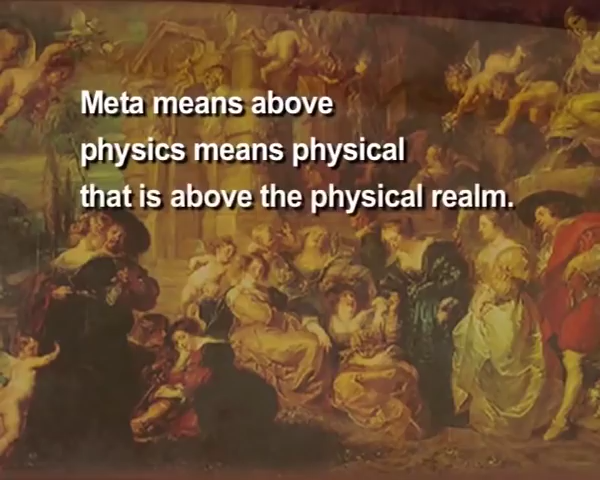 Meta means above
physics means physical
that is above the physical realm.